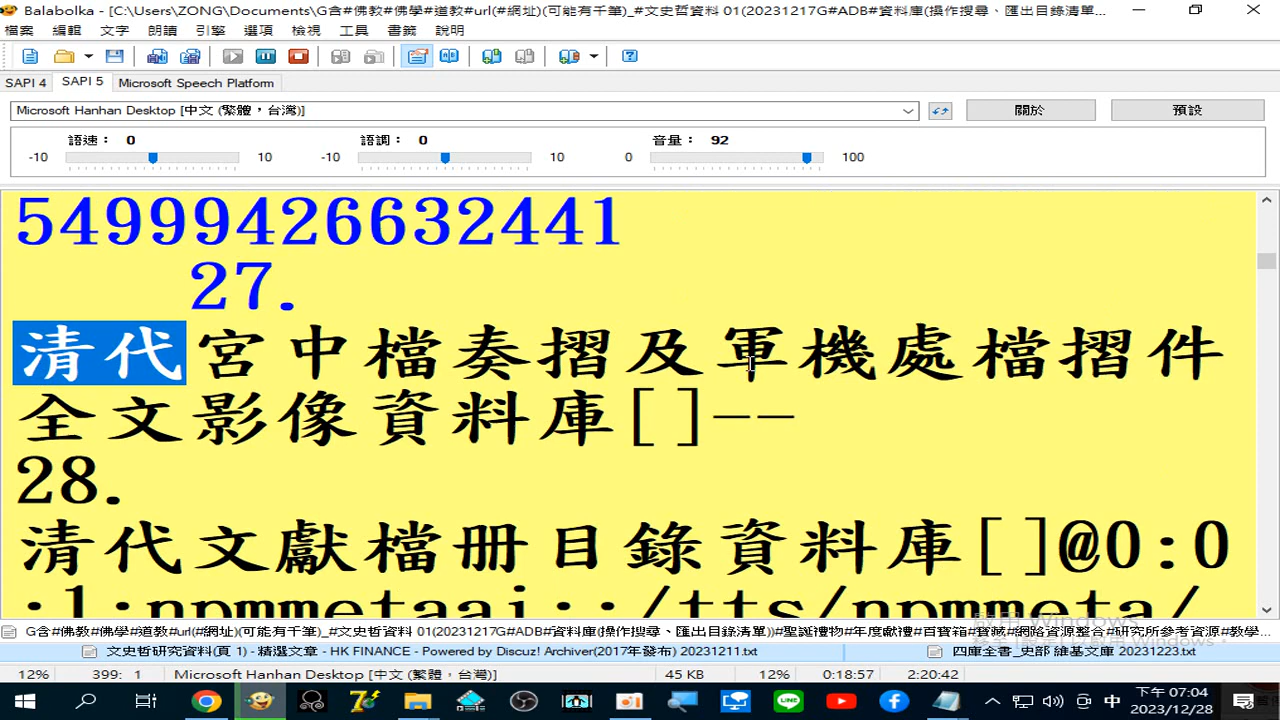 Balabolka - [C:\Users\ZONG\Documents\G含#佛教#佛學#道教#url(#網址)(可能有千筆)_#文史哲資料 01(20231217G#ADB#資料庫(操作搜尋、匯出目錄清單...
檔案 編輯 文字 朗讀 引擎 選項 檢視 工具 書籤 說明
SAPI 4 SAPI 5 Microsoft Speech Platform
Microsoft Hanhan Desktop [中文 (繁體，台灣)] 關於 預設
語速： 0 語調： 0 音量： 92
-10 10 -10 10 0 100
54999426632441
27.
清代宮中檔奏摺及軍機處檔摺件
全文影像資料庫[]--
28.
清代文獻檔冊目錄資料庫[]@0:0
:1:npmmetaai::/tts/npmmeta/
啟用 Windows
G含#佛教#佛學#道教#url(#網址)(可能有千筆)_#文史哲資料 01(20231217G#ADB#資料庫(操作搜尋、匯出目錄清單))#聖誕禮物#年度獻禮#百寶箱#寶城#網路資源整合#研究所參考資源#教學...
文史哲研究資料(頁 1) - 精選文章 - HK FINANCE - Powered by Discuz! Archiver(2017年發布) 20231211.txt
四庫全書_史部 維基文庫 20231223.txt
12% 399: 1 Microsoft Hanhan Desktop [中文 (繁體，台灣)] 45 KB 12% 0:18:57 2:20:42
中 下午 07:04
2023/12/28